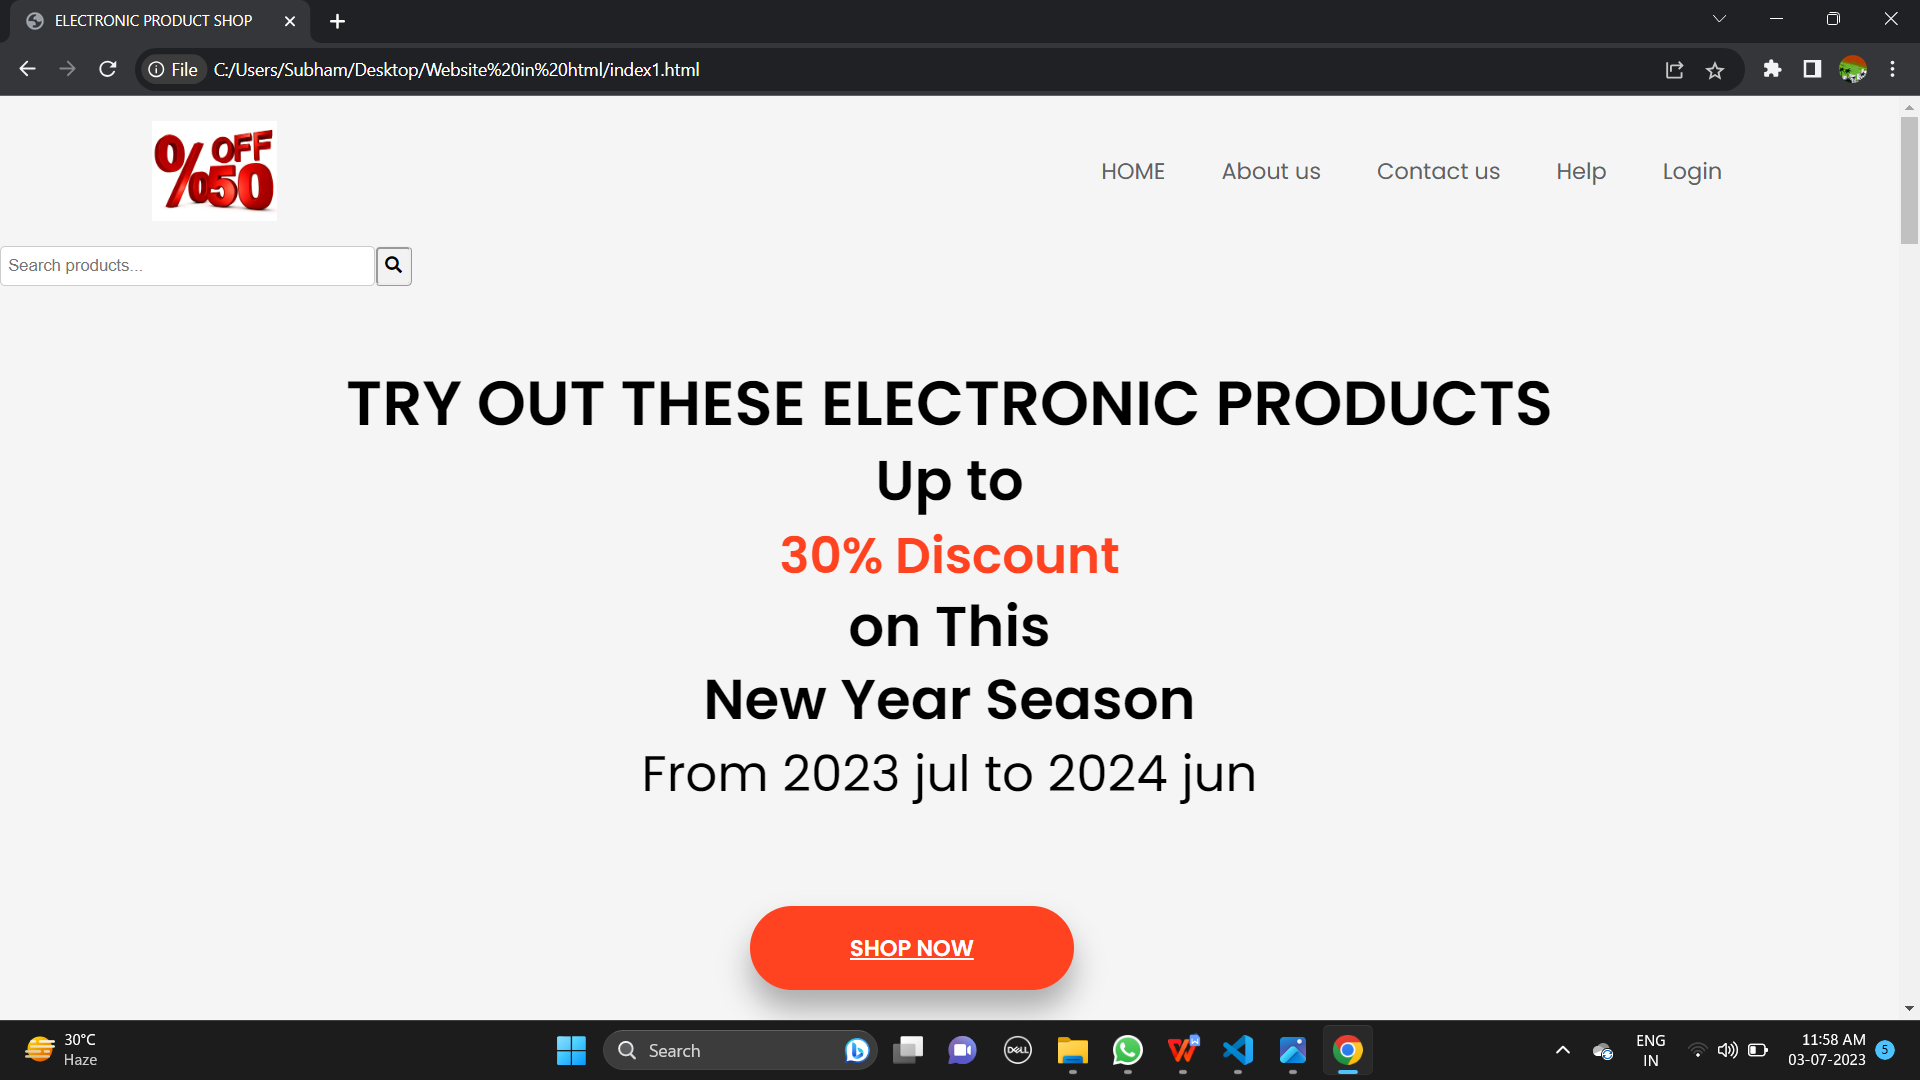 ELECTRONIC PRODUCT SHOP
File C:/Users/Subham/Desktop/Website%20in%20html/index1.html
%50 OFF
HOME About us Contact us Help Login
Search products...
TRY OUT THESE ELECTRONIC PRODUCTS
Up to
30% Discount
on This
New Year Season
From 2023 jul to 2024 jun
SHOP NOW
30°C
Haze
Search
DELL
W
ENG
IN
11:58 AM
03-07-2023
5